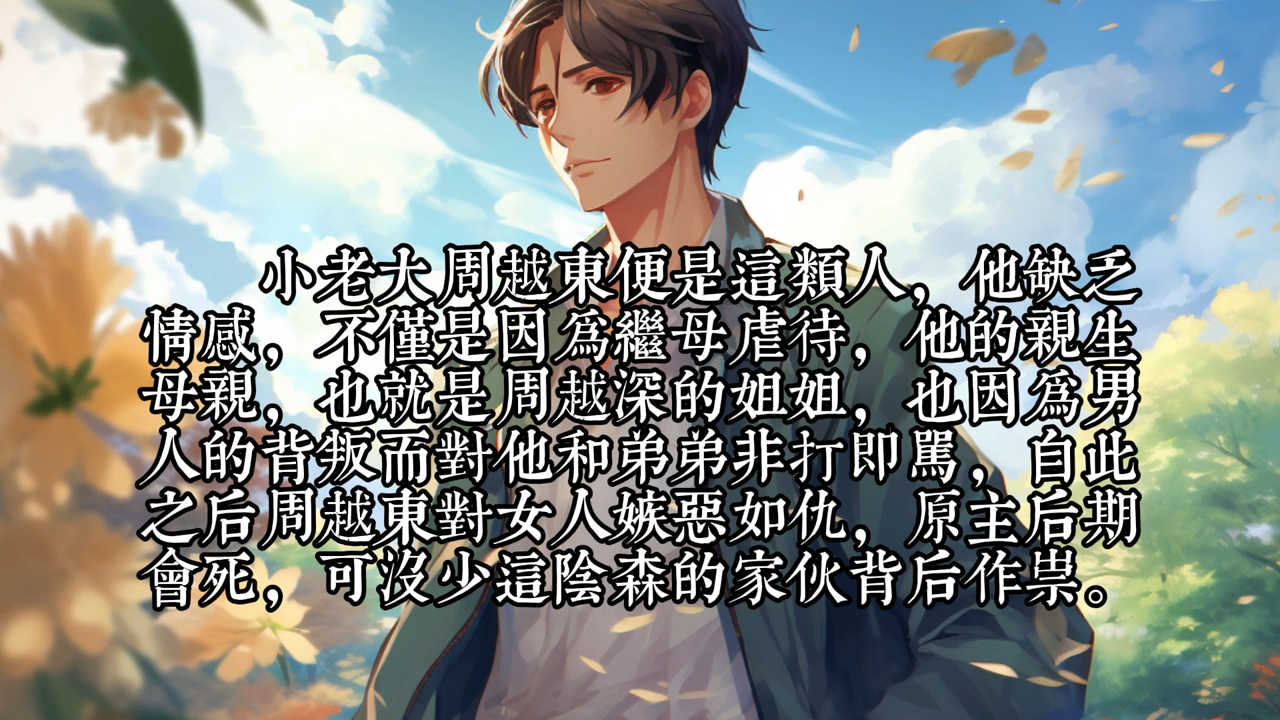 小老大周越東便是這類人，他缺乏
情感，不僅是因爲繼母虐待，他的親生
母親，也就是周越深的姐姐，也因爲男
人的背叛而對他和弟弟非打即駡，自此
之后周越東對女人嫉惡如仇，原主后期
會死，可沒少這陰森的家伙背后作祟。